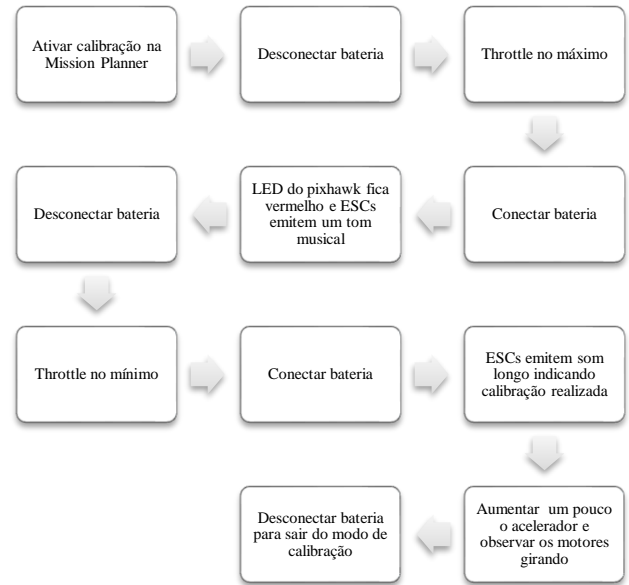 Ativar calibração na
Mission Planner
Desconectar bateria
Throttle no máximo
Conectar bateria
LED do pixhawk fica
vermelho e ESCs
emitem um tom
musical
Desconectar bateria
Throttle no mínimo
Conectar bateria
ESCs emitem som
longo indicando
calibração realizada
Aumentar um pouco
o acelerador e
observar os motores
girando
Desconectar bateria
para sair do modo de
calibração